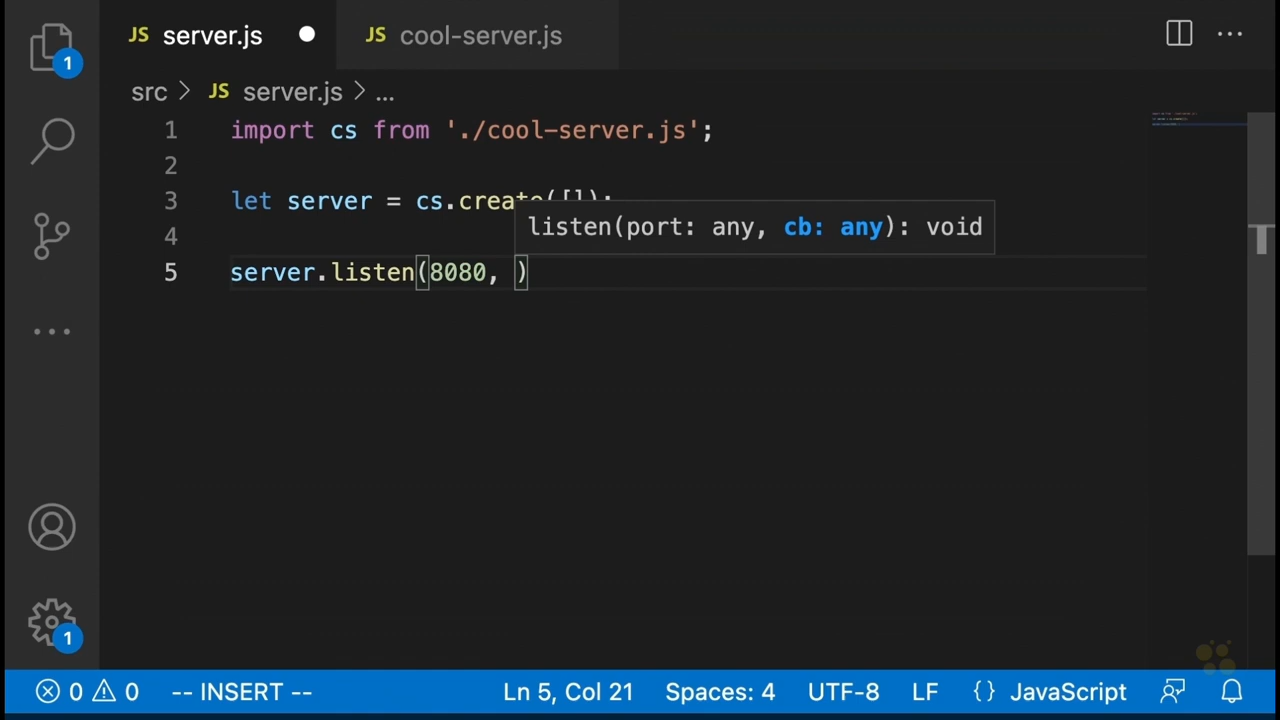 JS server.js JS cool-server.js
1
src > JS server.js > ...
1 import cs from './cool-server.js';
2
3 let server = cs.create([]);
listen(port: any, cb: any): void
4
5 server.listen(8080, )
1
0 0 -- INSERT -- Ln 5, Col 21 Spaces: 4 UTF-8 LF {} JavaScript